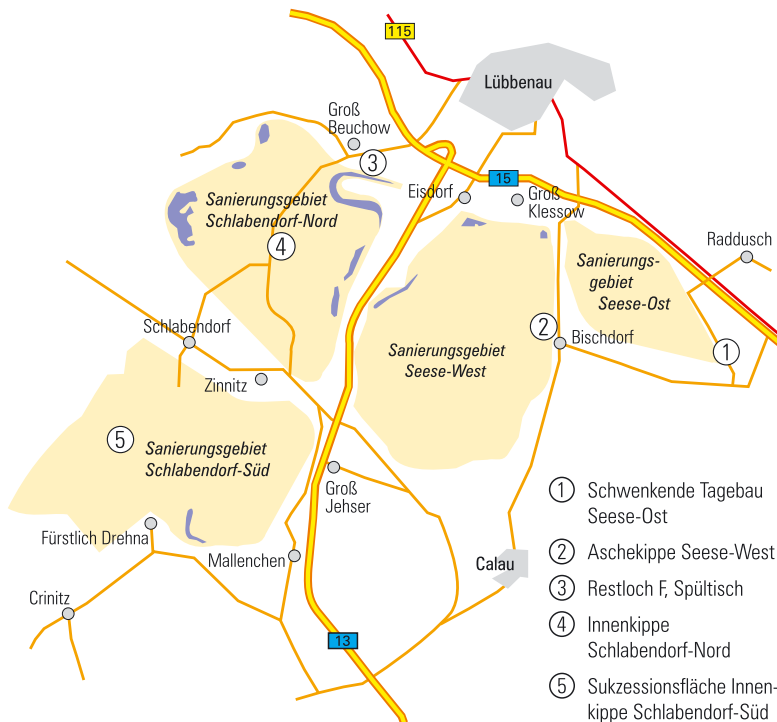 115
Lübbenau
Groß
Beuchow
3
15
Eisdorf
Groß
Klessow
Sanierungsgebiet
Schlabendorf-Nord
4
Raddusch
Sanierungs-
gebiet
Seese-Ost
Schlabendorf
2
Bischdorf
1
Sanierungsgebiet
Seese-West
Zinnitz
5
Sanierungsgebiet
Schlabendorf-Süd
Groß
Jehser
Fürstlich Drehna
Mallenchen
Calau
Crinitz
13
1 Schwenkende Tagebau
Seese-Ost
2 Aschekippe Seese-West
3 Restloch F, Spültisch
4 Innenkippe
Schlabendorf-Nord
5 Sukzessionsfläche Innen-
kippe Schlabendorf-Süd